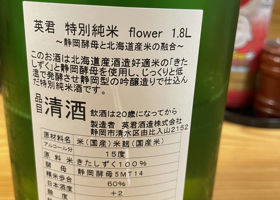 英君 特別純米 flower 1.8L
～静岡酵母と北海道産米の融合～
このお酒は北海道産酒造好適米の「きた
しずく」と静岡酵母を使用し、じっくりと低
温で発酵させ静岡型の吟醸造りで仕込ん
だ特別純米酒です。
品目 清酒 飲酒は20歳になってから
製造者 英君酒造株式会社
静岡市清水区由比入山2152
原材料名 米(国産)米麹(国産米)
アルコール分 15度
原料米 きたしずく100%
酵母 静岡酵母5MT14
精米歩合 60%
日本酒度 +2